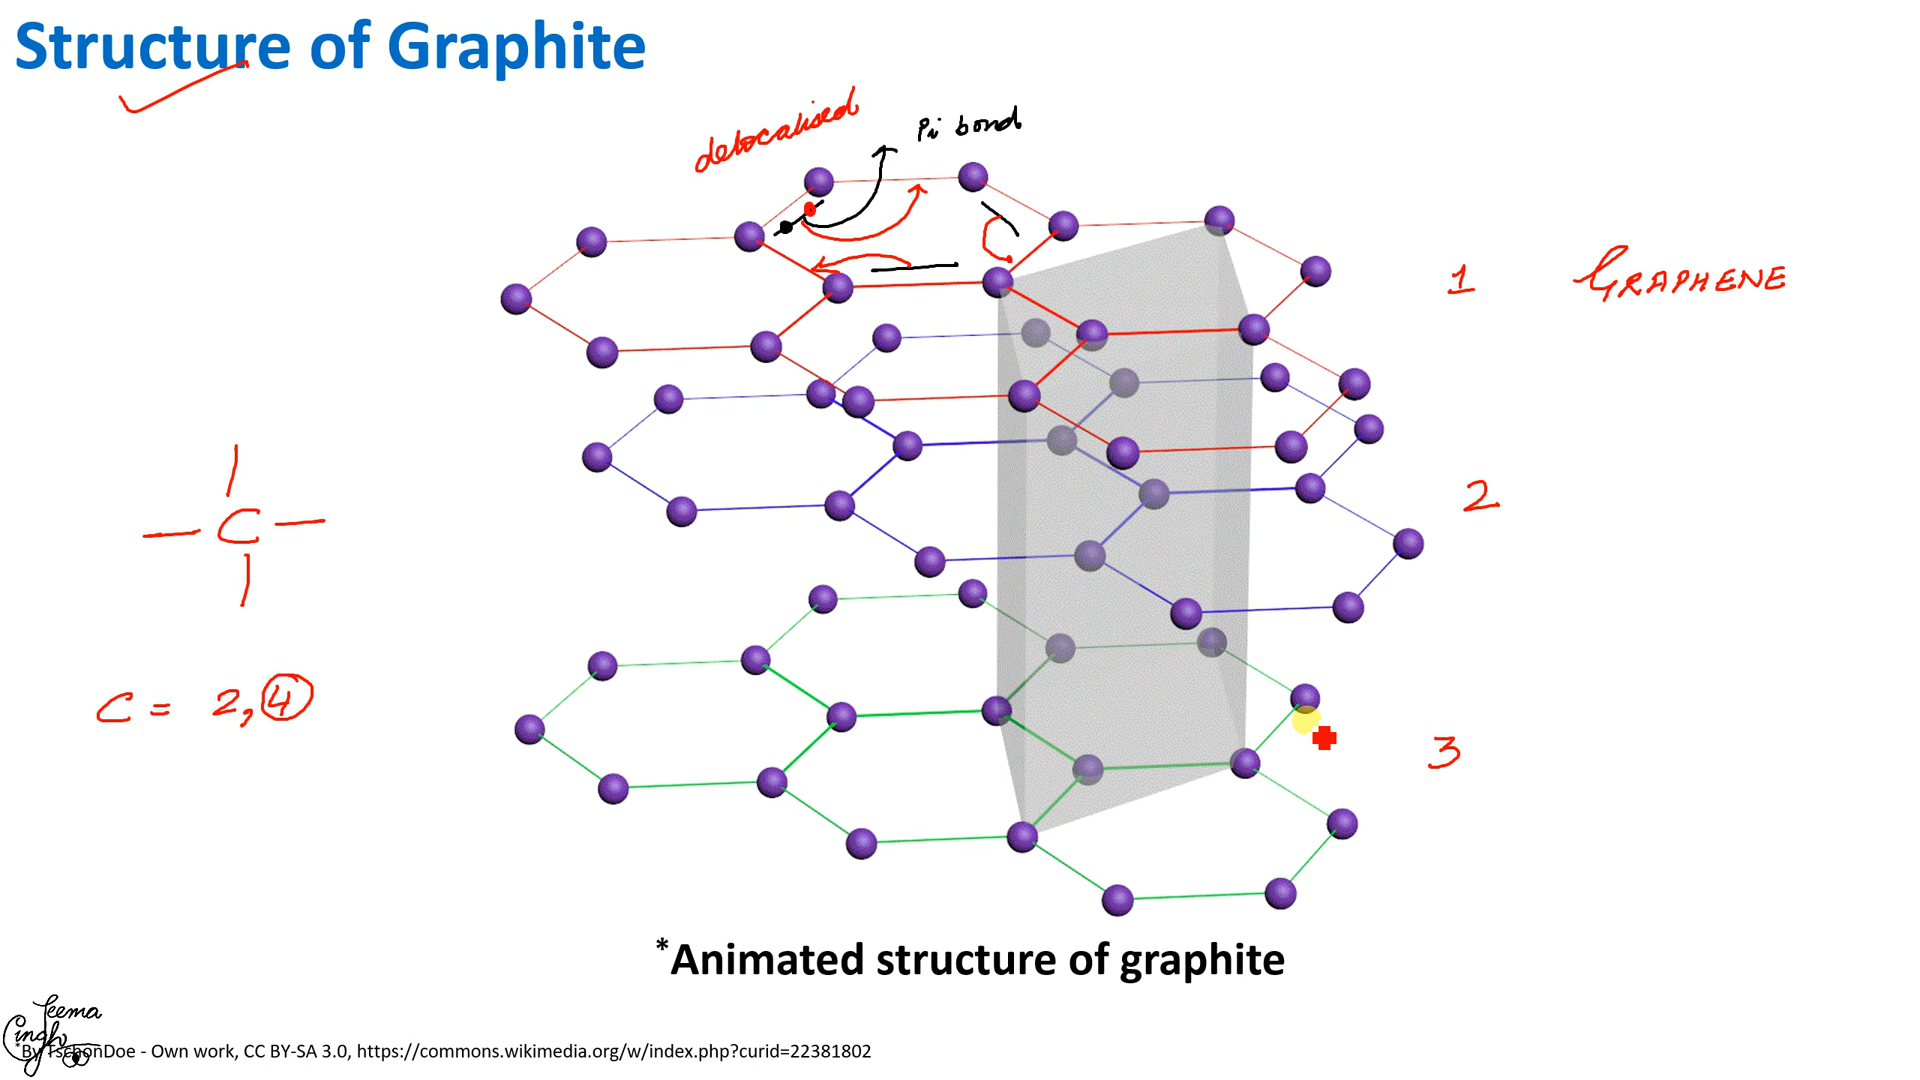 Structure of Graphite
delocalised
Pi bond
1 GRAPHENE
2
C
C = 2,4
3
*Animated structure of graphite
Seema
Singh
*By TschonDoe - Own work, CC BY-SA 3.0, https://commons.wikimedia.org/w/index.php?curid=22381802